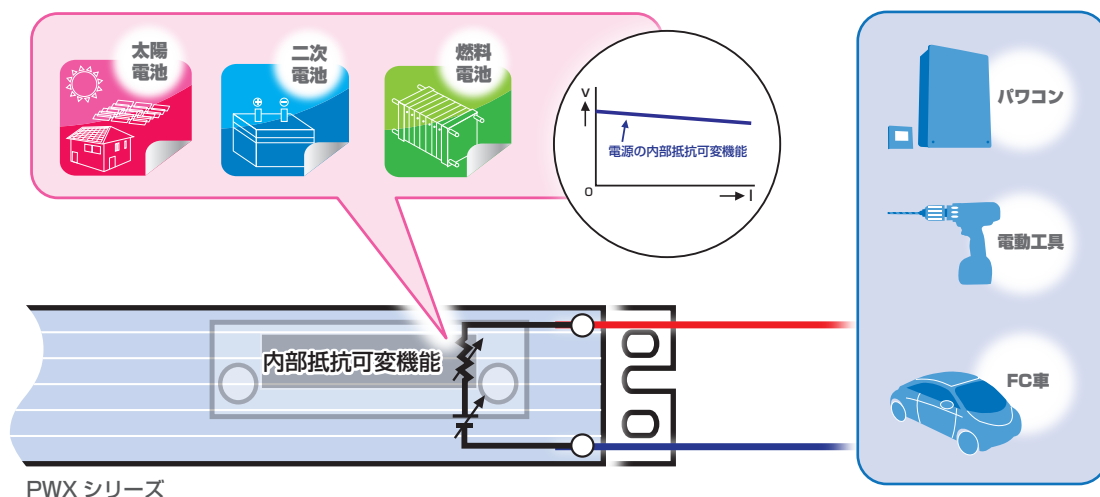 太陽
電池
二次
電池
燃料
電池
V
電源の内部抵抗可変機能
O
I
パワコン
電動工具
FC車
内部抵抗可変機能
PWX シリーズ